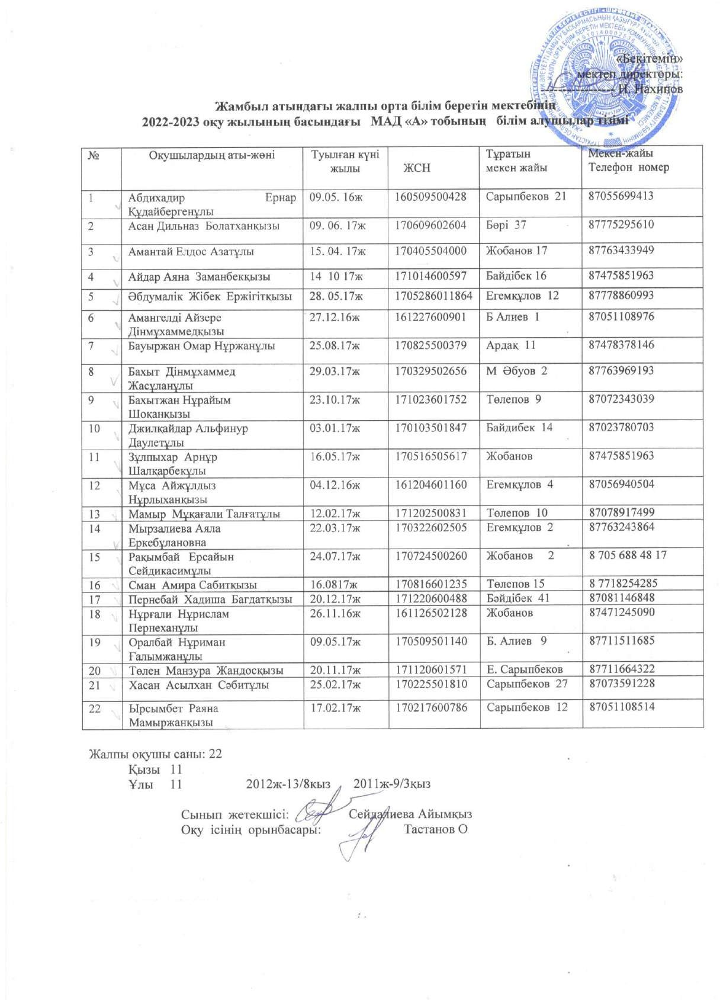 «Бекітемін»
мектеп директоры:
Н. Нахипов
Жамбыл атындағы жалпы орта білім беретін мектебінің
2022-2023 оқу жылының басындағы МАД «А» тобының білім алушылар тізімі
№ Оқушылардың аты-жөні Туылған күні жылы ЖСН Тұратын мекен жайы Мекен-жайы Телефон номер
1 Абдихадир Ернар Құдайбергенұлы 09.05. 16ж 160509500428 Сарыпбеков 21 87055699413
2 Асан Дильназ Болатханқызы 09. 06. 17ж 170609602604 Бөрі 37 87775295610
3 Амантай Елдос Азатұлы 15. 04. 17ж 170405504000 Жобанов 17 87763433949
4 Айдар Аяна Заманбекқызы 14 10 17ж 171014600597 Байдібек 16 87475851963
5 Әбдумалік Жібек Ержігітқызы 28. 05.17ж 1705286011864 Егемқұлов 12 87778860993
6 Амангелді Айзере Дінмұхаммедқызы 27.12.16ж 161227600901 Б Алиев 1 87051108976
7 Бауыржан Омар Нұржанұлы 25.08.17ж 170825500379 Ардақ 11 87478378146
8 Бахыт Дінмұхаммед Жасұланұлы 29.03.17ж 170329502656 М Әбуов 2 87763969193
9 Бахытжан Нұрайым Шоқанқызы 23.10.17ж 171023601752 Төлепов 9 87072343039
10 Джилқайдар Альфинур Даулетұлы 03.01.17ж 170103501847 Байдибек 14 87023780703
11 Зұлпыхар Арнұр Шалқарбекұлы 16.05.17ж 170516505617 Жобанов 87475851963
12 Мұса Айжұлдыз Нұрлыханқызы 04.12.16ж 161204601160 Егемқұлов 4 87056940504
13 Мамыр Мұқағали Талғатұлы 12.02.17ж 171202500831 Төлепов 10 87078917499
14 Мырзалиева Аяла Еркебұлановна 22.03.17ж 170322602505 Егемқұлов 2 87763243864
15 Рақымбай Ерсайын Сейдикасимұлы 24.07.17ж 170724500260 Жобанов 2 8 705 688 48 17
16 Сман Амира Сабитқызы 16.0817ж 170816601235 Төлепов 15 8 7718254285
17 Пернебай Хадиша Багдатқызы 20.12.17ж 171220600488 Бәйдібек 41 87081146848
18 Нұрғали Нұрислам Пернеханұлы 26.11.16ж 161126502128 Жобанов 87471245090
19 Оралбай Нұриман Ғалымжанұлы 09.05.17ж 170509501140 Б. Алиев 9 87711511685
20 Төлен Манзура Жандосқызы 20.11.17ж 171120601571 Е. Сарыпбеков 87711664322
21 Хасан Асылхан Сәбитұлы 25.02.17ж 170225501810 Сарыпбеков 27 87073591228
22 Ырсымбет Раяна Мамыржанқызы 17.02.17ж 170217600786 Сарыпбеков 12 87051108514
Жалпы оқушы саны: 22
Қызы 11
Ұлы 11 2012ж-13/8кыз 2011ж-9/3қыз
Сынып жетекшісі: Сейдалиева Айымқыз
Оқу ісінің орынбасары: Тастанов О